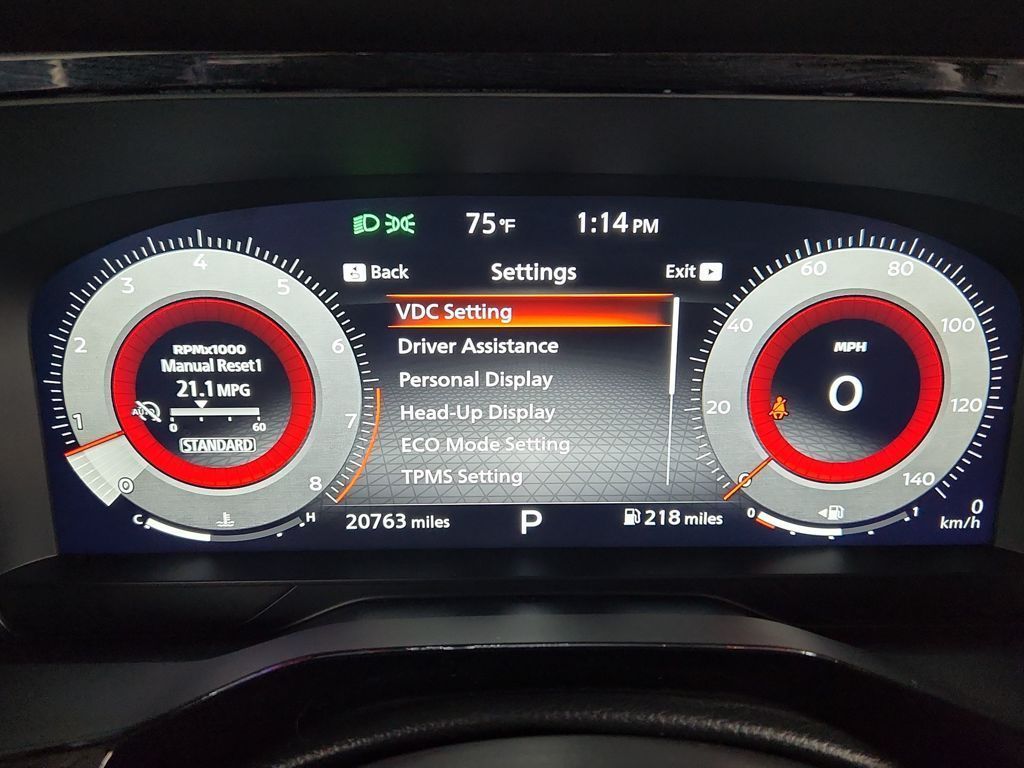 75°F 1:14 PM
Back Settings Exit
VDC Setting
Driver Assistance
Personal Display
Head-Up Display
ECO Mode Setting
TPMS Setting
20763 miles P 218 miles
0 1 2 3 4 5 6 7 8
RPMx1000
Manual Reset1
21.1 MPG
AUTO
0 60
STANDARD
C H
0 20 40 60 80 100 120 140
MPH
0
0 1
0
km/h